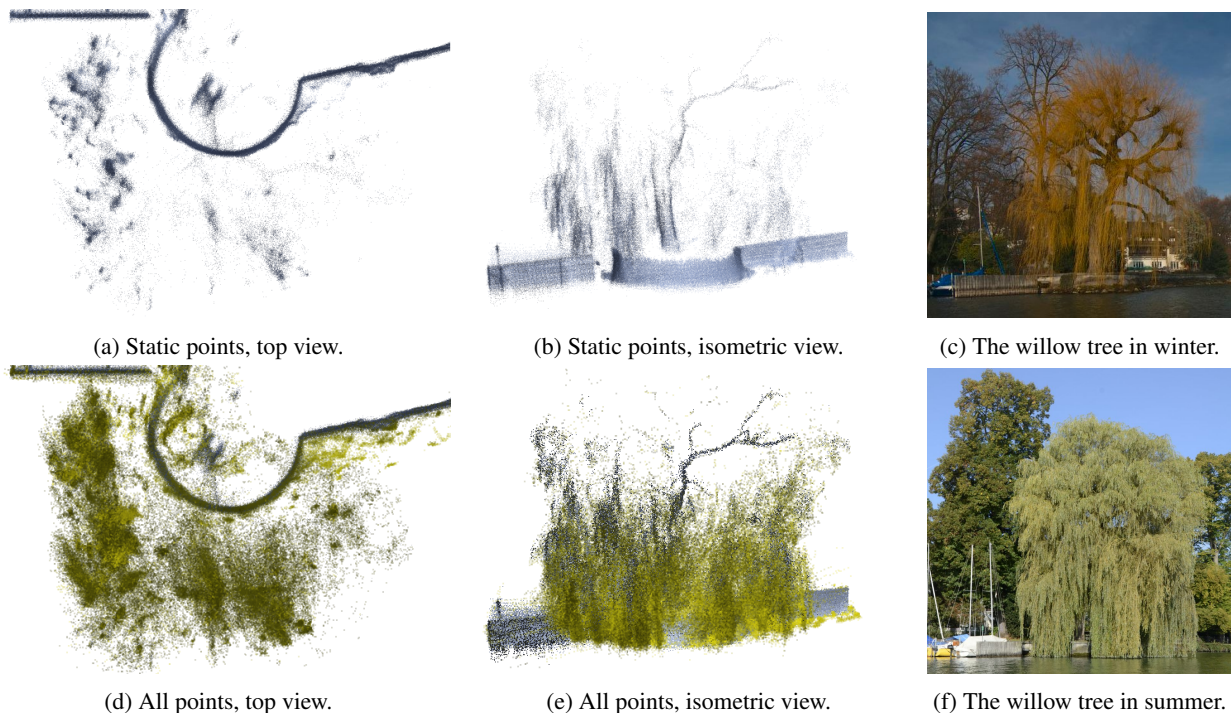 (a) Static points, top view.
(b) Static points, isometric view.
(c) The willow tree in winter.
(d) All points, top view.
(e) All points, isometric view.
(f) The willow tree in summer.